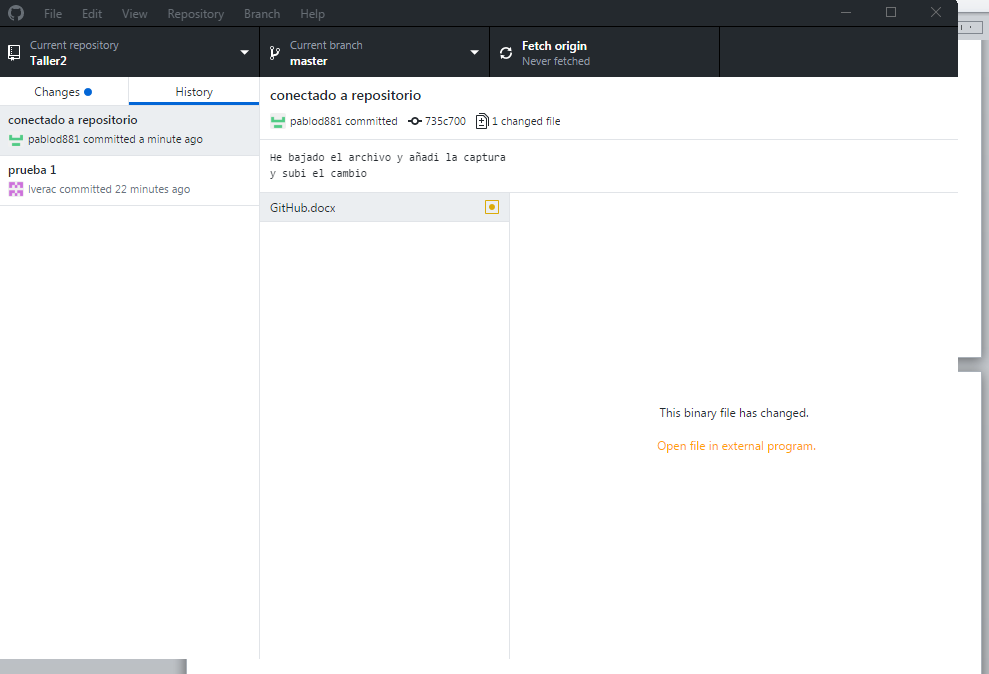 File Edit View Repository Branch Help
Current repository
Taller2
Current branch
master
Fetch origin
Never fetched
Changes
History
conectado a repositorio
pablod881 committed a minute ago
prueba 1
lverac committed 22 minutes ago
conectado a repositorio
pablod881 committed 735c700 1 changed file
He bajado el archivo y añadi la captura
y subi el cambio
GitHub.docx
This binary file has changed.
Open file in external program.